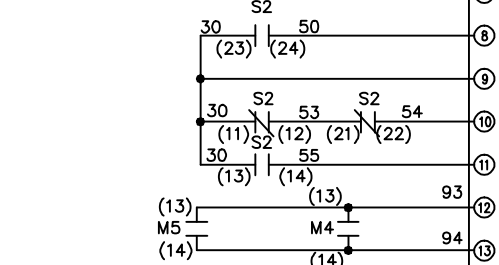 S2
30 50 8
(23) (24)
9
S2 S2
30 53 54 10
(11) (12) (21) (22)
S2
30 55 11
(13) (14)
(13) 93
(13) 12
M5 M4
94
(14) 13
(14)